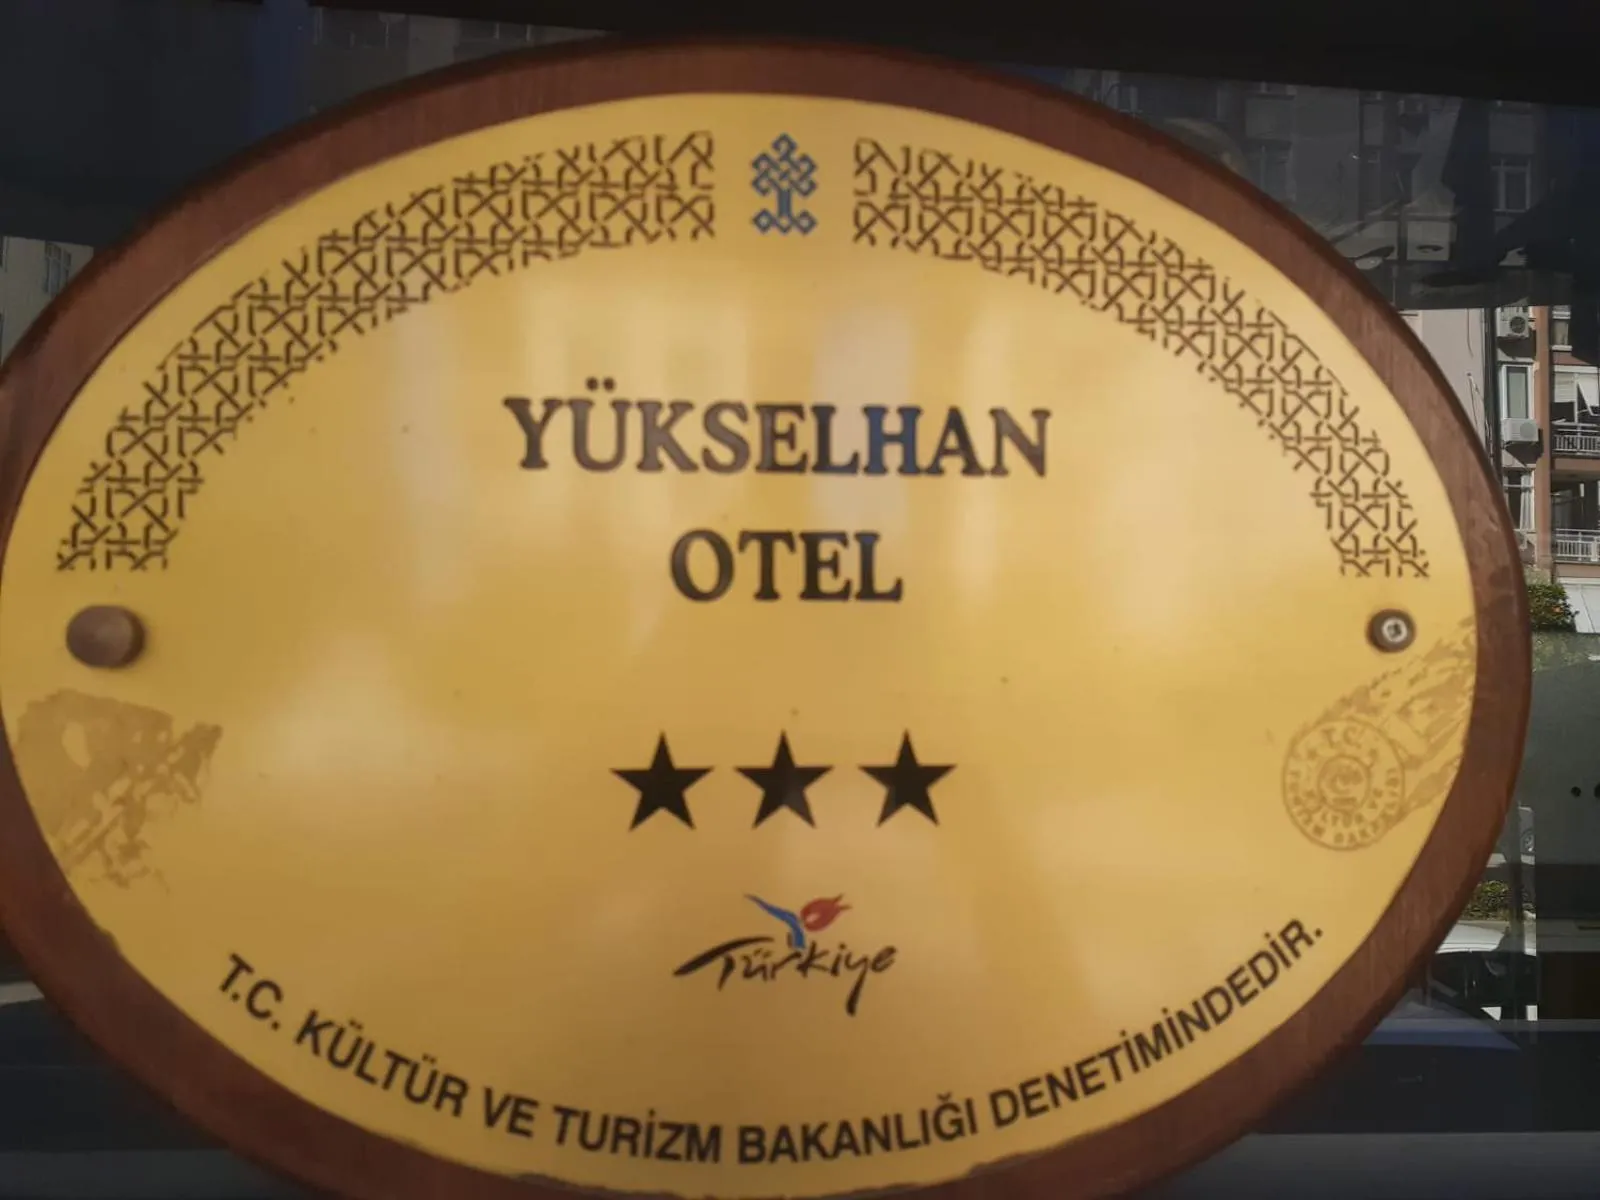 YÜKSELHAN
OTEL
Türkiye
T.C. KÜLTÜR VE TURİZM BAKANLIĞI DENETİMİNDEDİR.
T.C.